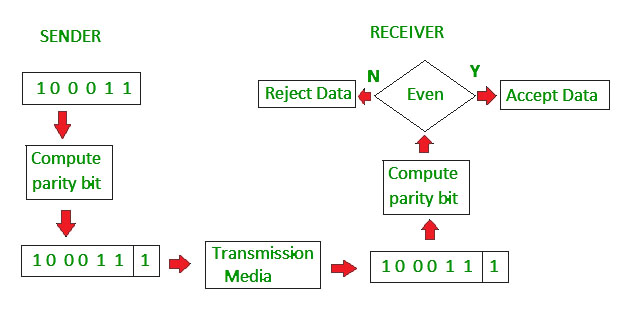 SENDER
1 0 0 0 1 1
Compute
parity bit
1 0 0 0 1 1 1
Transmission
Media
RECEIVER
1 0 0 0 1 1 1
Compute
parity bit
Even
N
Reject Data
Y
Accept Data